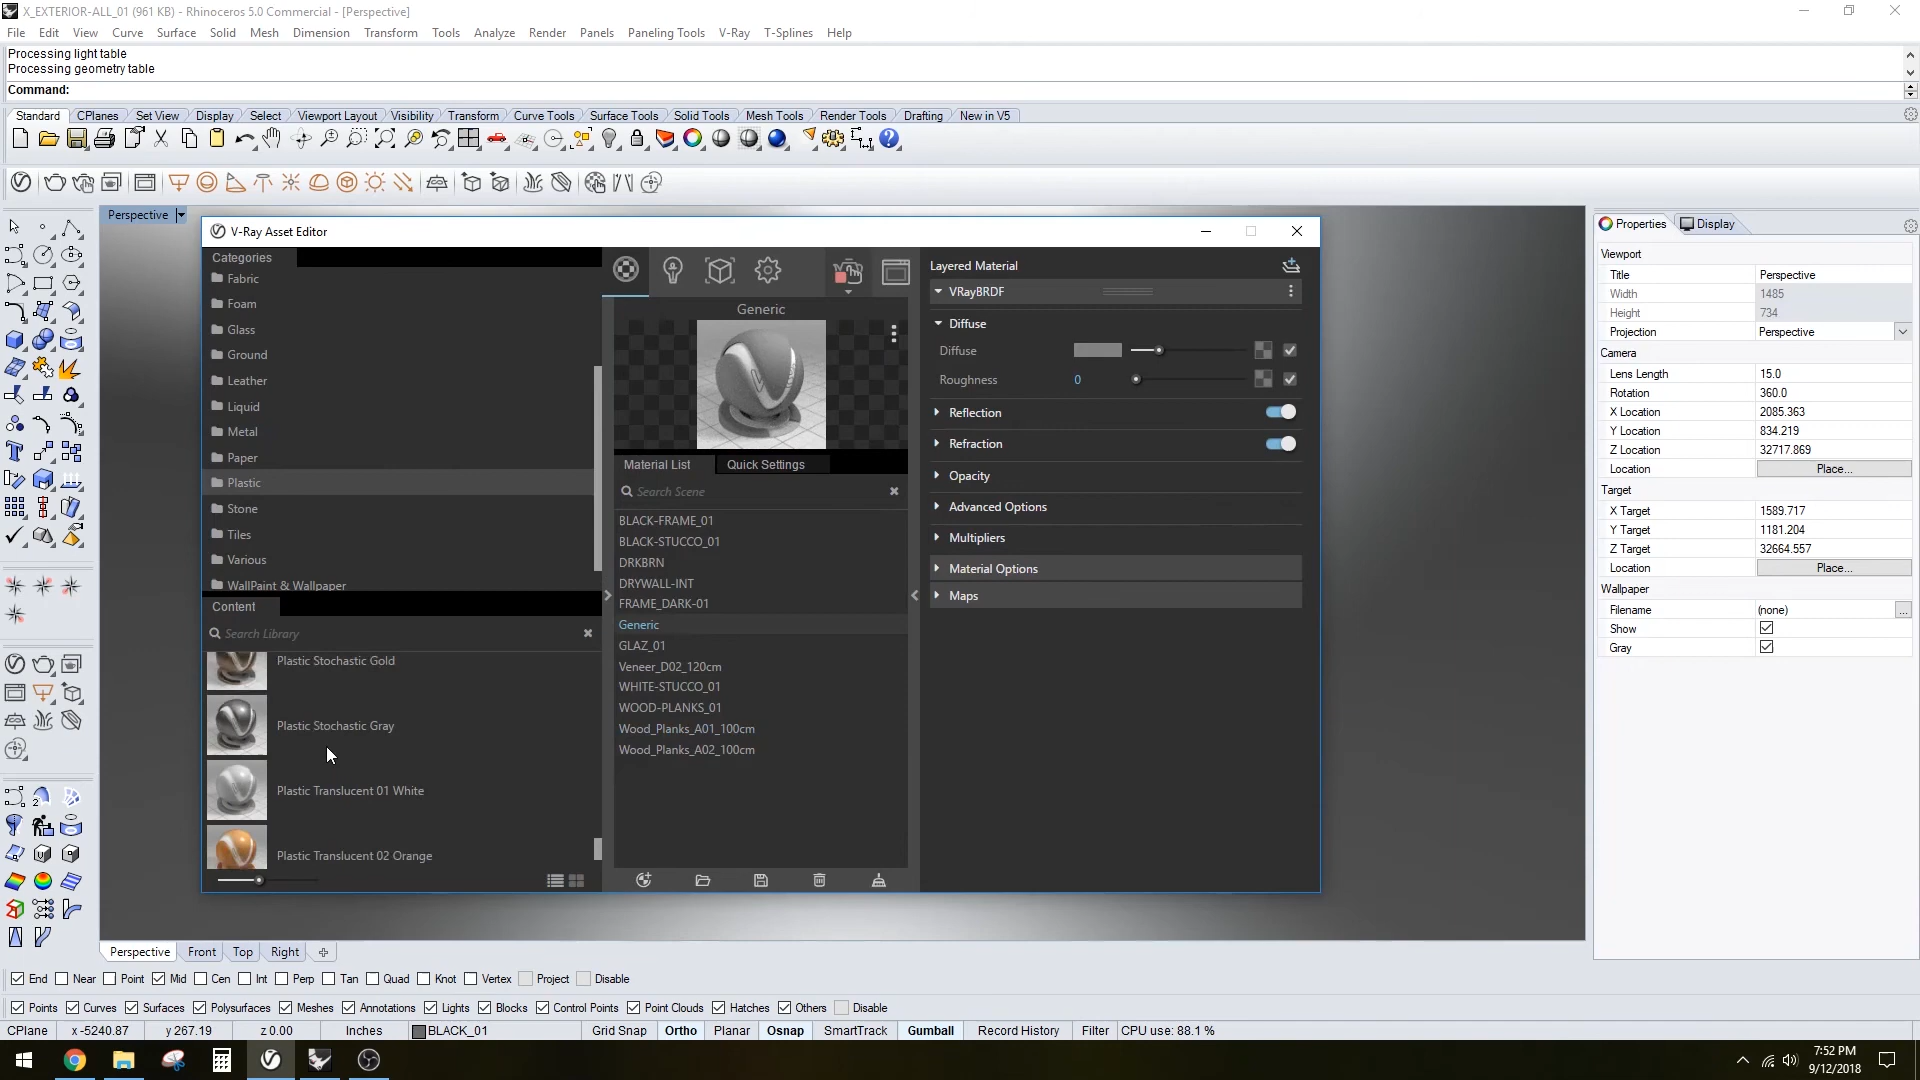 X_EXTERIOR-ALL_01 (961 KB) - Rhinoceros 5.0 Commercial - [Perspective]
File Edit View Curve Surface Solid Mesh Dimension Transform Tools Analyze Render Panels Paneling Tools V-Ray T-Splines Help
Processing light table
Processing geometry table
Command:
Standard CPlanes Set View Display Select Viewport Layout Visibility Transform Curve Tools Surface Tools Solid Tools Mesh Tools Render Tools Drafting New in V5
Perspective
V-Ray Asset Editor
Categories
Fabric
Foam
Glass
Ground
Leather
Liquid
Metal
Paper
Plastic
Stone
Tiles
Various
WallPaint & Wallpaper
Content
Search Library
Plastic Stochastic Gold
Plastic Stochastic Gray
Plastic Translucent 01 White
Plastic Translucent 02 Orange
Generic
Material List Quick Settings
Search Scene
BLACK-FRAME_01
BLACK-STUCCO_01
DRKBRN
DRYWALL-INT
FRAME_DARK-01
Generic
GLAZ_01
Veneer_D02_120cm
WHITE-STUCCO_01
WOOD-PLANKS_01
Wood_Planks_A01_100cm
Wood_Planks_A02_100cm
Layered Material
VRayBRDF
Diffuse
Diffuse
Roughness 0
Reflection
Refraction
Opacity
Advanced Options
Multipliers
Material Options
Maps
Properties Display
Viewport
Title Perspective
Width 1485
Height 734
Projection Perspective
Camera
Lens Length 15.0
Rotation 360.0
X Location 2085.363
Y Location 834.219
Z Location 32717.869
Location Place...
Target
X Target 1589.717
Y Target 1181.204
Z Target 32664.557
Location Place...
Wallpaper
Filename (none) ...
Show
Gray
Perspective Front Top Right
End Near Point Mid Cen Int Perp Tan Quad Knot Vertex Project Disable
Points Curves Surfaces Polysurfaces Meshes Annotations Lights Blocks Control Points Point Clouds Hatches Others Disable
CPlane x -5240.87 y 267.19 z 0.00 Inches BLACK_01 Grid Snap Ortho Planar Osnap SmartTrack Gumball Record History Filter CPU use: 88.1 %
7:52 PM
9/12/2018